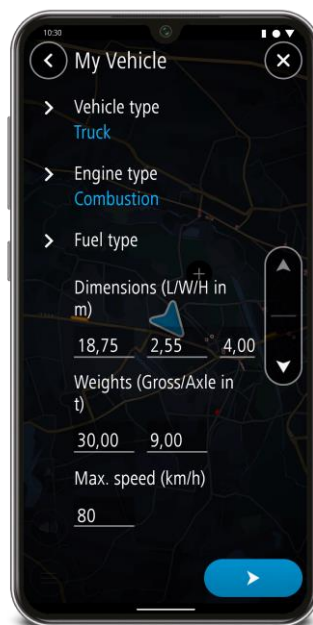 10:30
My Vehicle
Vehicle type
Truck
Engine type
Combustion
Fuel type
Dimensions (L/W/H in
m)
18,75 2,55 4,00
Weights (Gross/Axle in
t)
30,00 9,00
Max. speed (km/h)
80